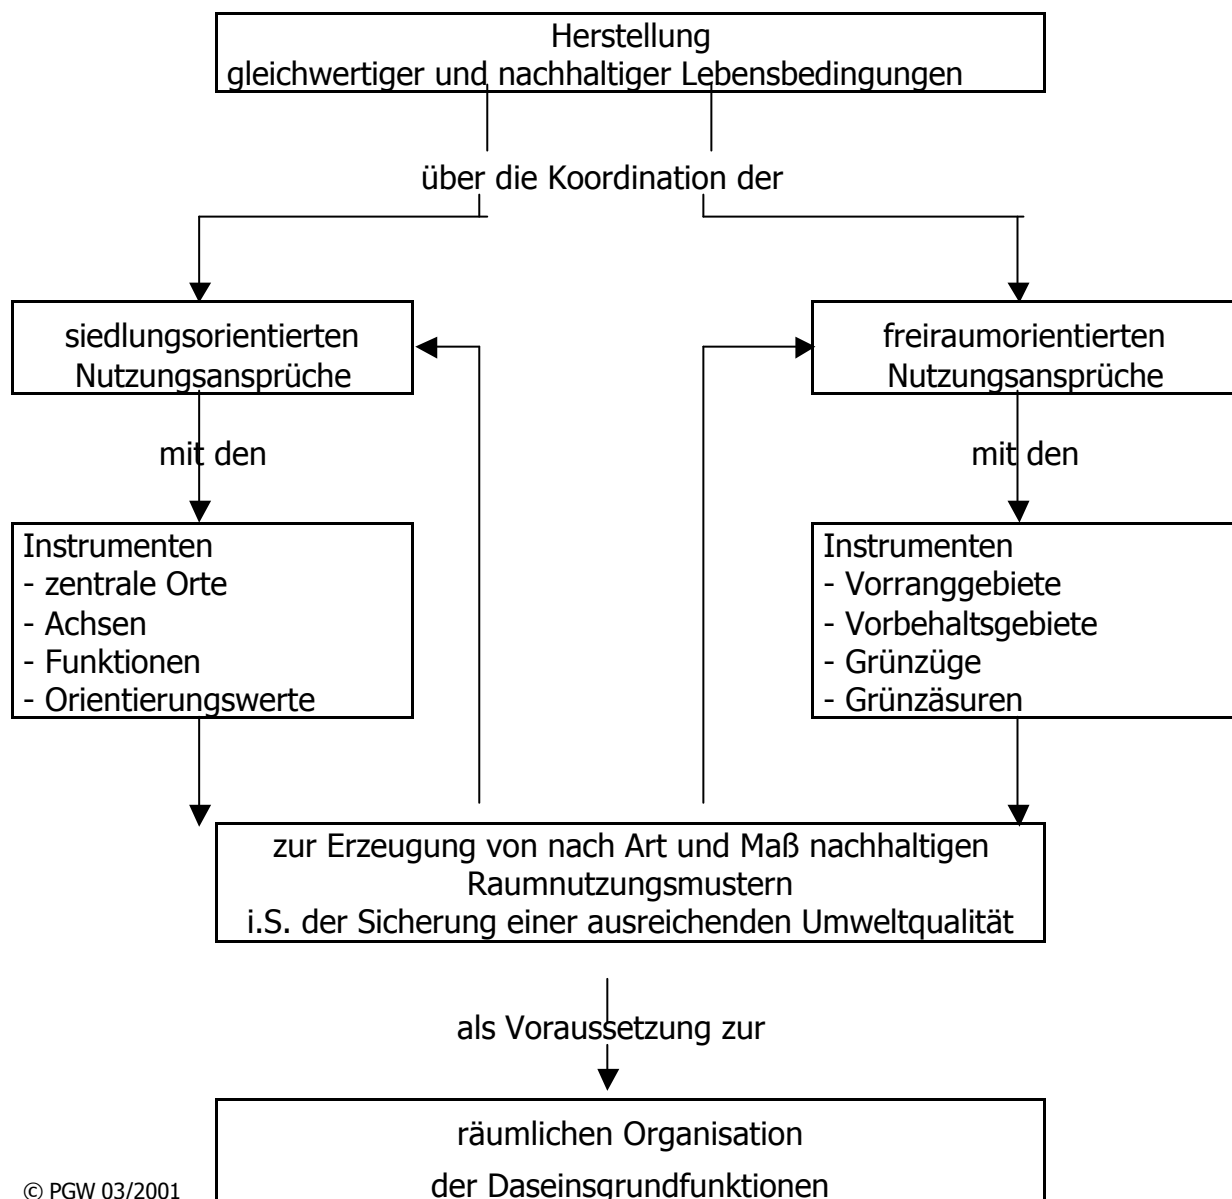 Herstellung
gleichwertiger und nachhaltiger Lebensbedingungen
über die Koordination der
siedlungsorientierten
Nutzungsansprüche
freiraumorientierten
Nutzungsansprüche
mit den
mit den
Instrumenten
- zentrale Orte
- Achsen
- Funktionen
- Orientierungswerte
Instrumenten
- Vorranggebiete
- Vorbehaltsgebiete
- Grünzüge
- Grünzäsuren
zur Erzeugung von nach Art und Maß nachhaltigen
Raumnutzungsmustern
i.S. der Sicherung einer ausreichenden Umweltqualität
als Voraussetzung zur
räumlichen Organisation
der Daseinsgrundfunktionen
© PGW 03/2001